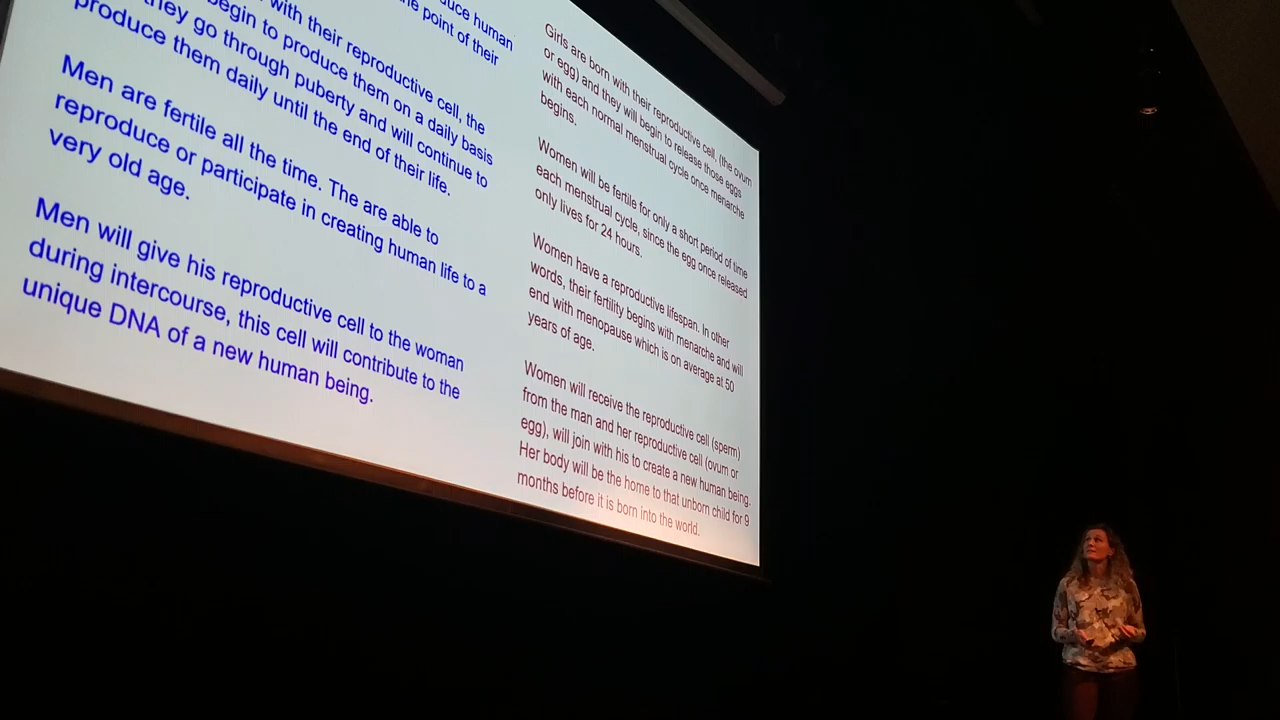 duce human
he point of their
with their reproductive cell, the
begin to produce them on a daily basis
they go through puberty and will continue to
produce them daily until the end of their life.
Men are fertile all the time. The are able to
reproduce or participate in creating human life to a
very old age.
Men will give his reproductive cell to the woman
during intercourse, this cell will contribute to the
unique DNA of a new human being.
Girls are born with their reproductive cell, (the ovum
or egg) and they will begin to release those eggs
with each normal menstrual cycle once menarche
begins.
Women will be fertile for only a short period of time
each menstrual cycle, since the egg once released
only lives for 24 hours.
Women have a reproductive lifespan. In other
words, their fertility begins with menarche and will
end with menopause which is on average at 50
years of age.
Women will receive the reproductive cell (sperm)
from the man and her reproductive cell (ovum or
egg), will join with his to create a new human being.
Her body will be the home to that unborn child for 9
months before it is born into the world.